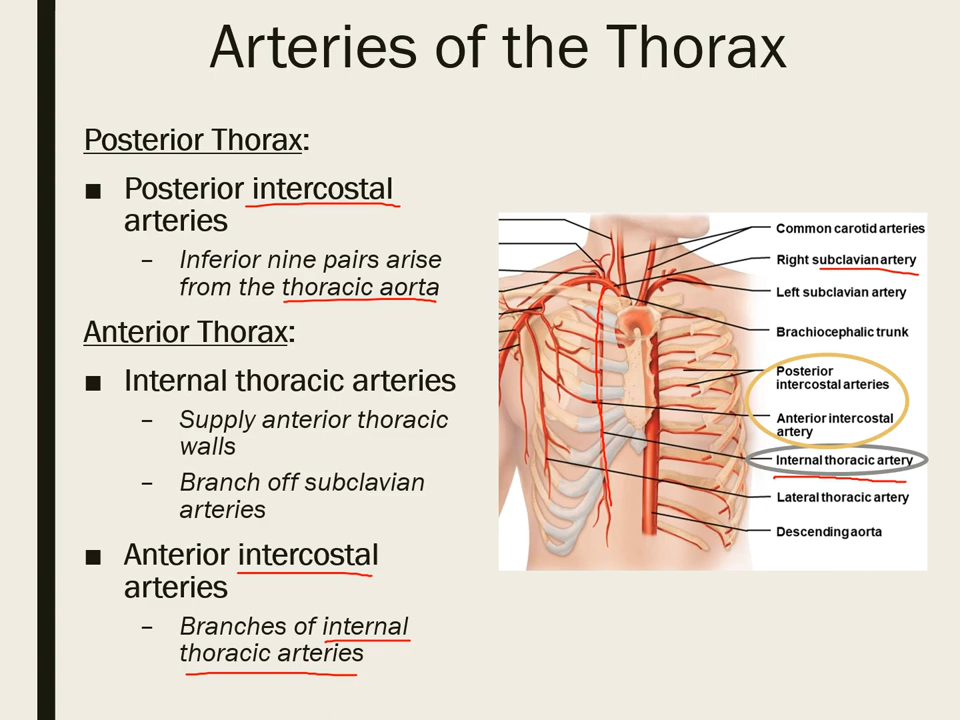 Arteries of the Thorax
Posterior Thorax:
■ Posterior intercostal
arteries
– Inferior nine pairs arise
from the thoracic aorta
Anterior Thorax:
■ Internal thoracic arteries
– Supply anterior thoracic
walls
– Branch off subclavian
arteries
■ Anterior intercostal
arteries
– Branches of internal
thoracic arteries
Common carotid arteries
Right subclavian artery
Left subclavian artery
Brachiocephalic trunk
Posterior
intercostal arteries
Anterior intercostal
artery
Internal thoracic artery
Lateral thoracic artery
Descending aorta